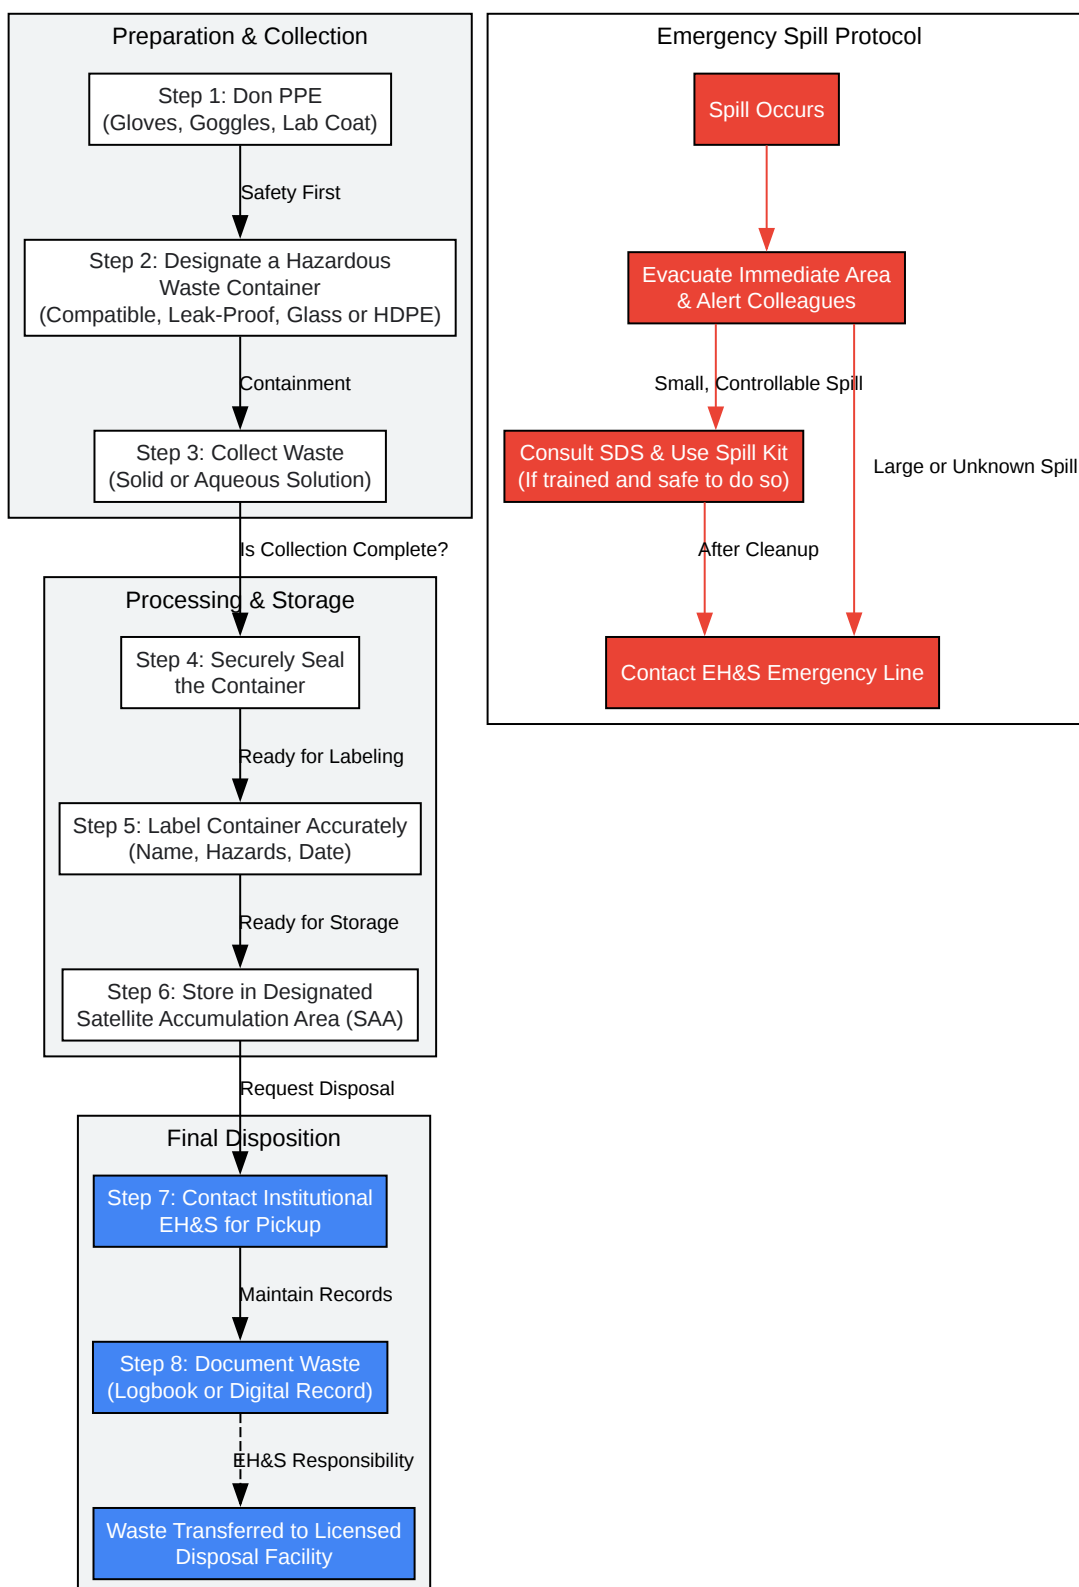 Preparation & Collection
Step 1: Don PPE
(Gloves, Goggles, Lab Coat)
Safety First
Step 2: Designate a Hazardous
Waste Container
(Compatible, Leak-Proof, Glass or HDPE)
Containment
Step 3: Collect Waste
(Solid or Aqueous Solution)
Is Collection Complete?
Processing & Storage
Step 4: Securely Seal
the Container
Ready for Labeling
Step 5: Label Container Accurately
(Name, Hazards, Date)
Ready for Storage
Step 6: Store in Designated
Satellite Accumulation Area (SAA)
Request Disposal
Final Disposition
Step 7: Contact Institutional
EH&S for Pickup
Maintain Records
Step 8: Document Waste
(Logbook or Digital Record)
EH&S Responsibility
Waste Transferred to Licensed
Disposal Facility
Emergency Spill Protocol
Spill Occurs
Evacuate Immediate Area
& Alert Colleagues
Small, Controllable Spill
Consult SDS & Use Spill Kit
(If trained and safe to do so)
Large or Unknown Spill
After Cleanup
Contact EH&S Emergency Line